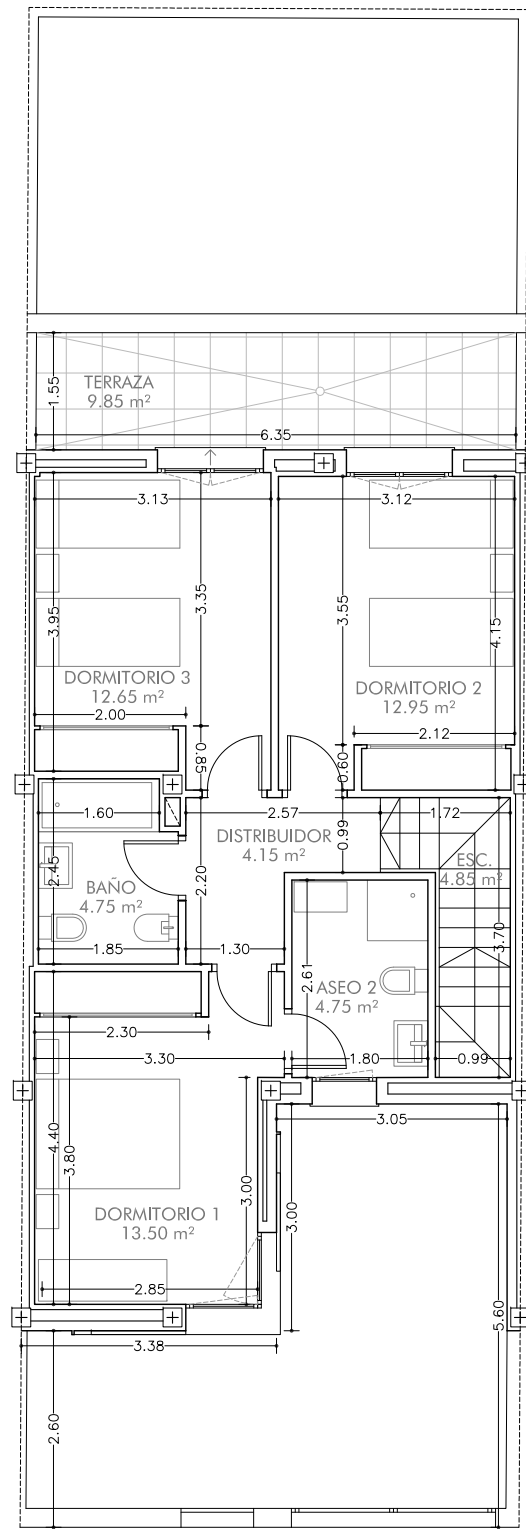 TERRAZA
9.85 m²
1.55
6.35
3.13
3.12
3.95
3.35
3.55
4.15
DORMITORIO 3
12.65 m²
DORMITORIO 2
12.95 m²
2.00
2.12
0.85
0.60
1.60
2.57
1.72
DISTRIBUIDOR
4.15 m²
0.99
ESC.
4.85 m²
2.45
BAÑO
4.75 m²
2.20
3.70
1.85
1.30
2.61
ASEO 2
4.75 m²
2.30
3.30
1.80
0.99
4.40
3.80
3.00
3.05
DORMITORIO 1
13.50 m²
3.00
2.85
5.60
3.38
2.60